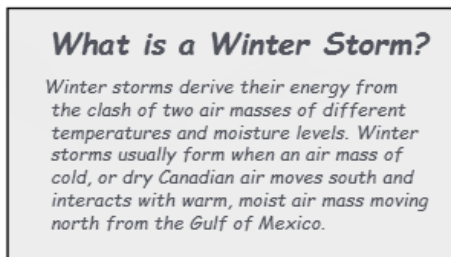 What is a Winter Storm?
Winter storms derive their energy from
the clash of two air masses of different
temperatures and moisture levels. Winter
storms usually form when an air mass of
cold, or dry Canadian air moves south and
interacts with warm, moist air mass moving
north from the Gulf of Mexico.